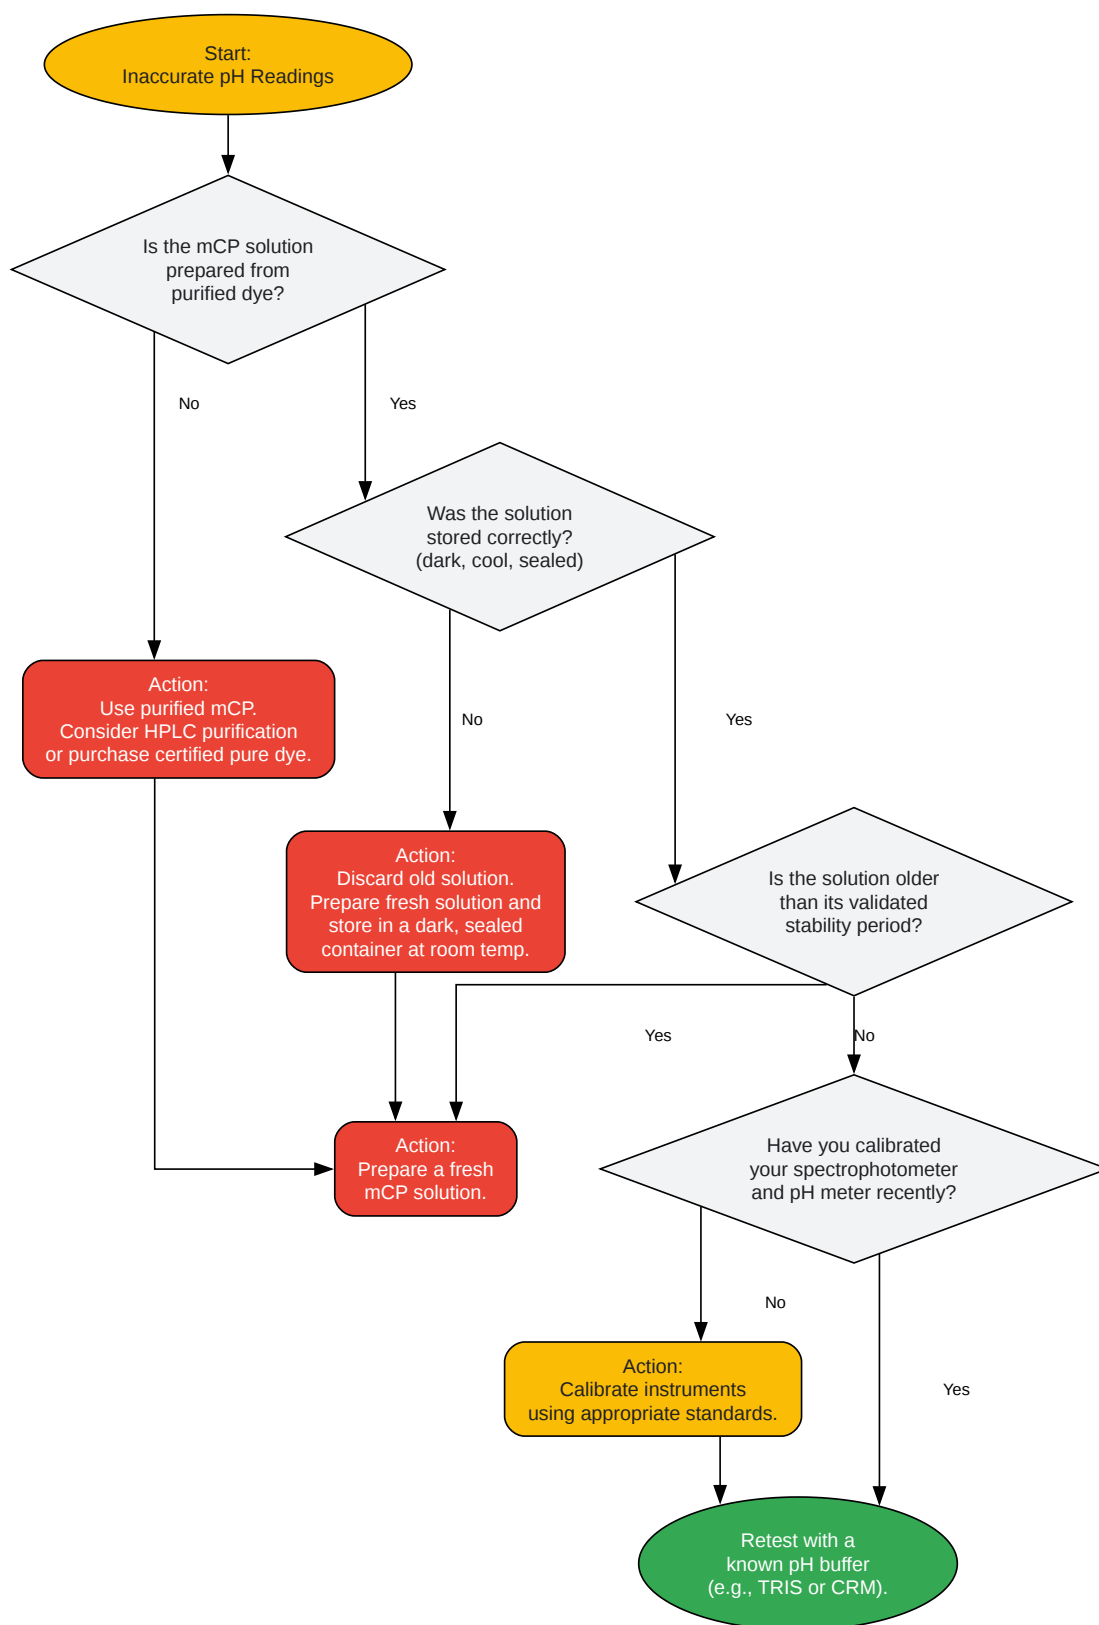 Start:
Inaccurate pH Readings
Is the mCP solution
prepared from
purified dye?
No
Yes
Was the solution
stored correctly?
(dark, cool, sealed)
Action:
Use purified mCP.
Consider HPLC purification
or purchase certified pure dye.
No
Yes
Action:
Discard old solution.
Prepare fresh solution and
store in a dark, sealed
container at room temp.
Is the solution older
than its validated
stability period?
Yes
No
Action:
Prepare a fresh
mCP solution.
Have you calibrated
your spectrophotometer
and pH meter recently?
No
Yes
Action:
Calibrate instruments
using appropriate standards.
Retest with a
known pH buffer
(e.g., TRIS or CRM).